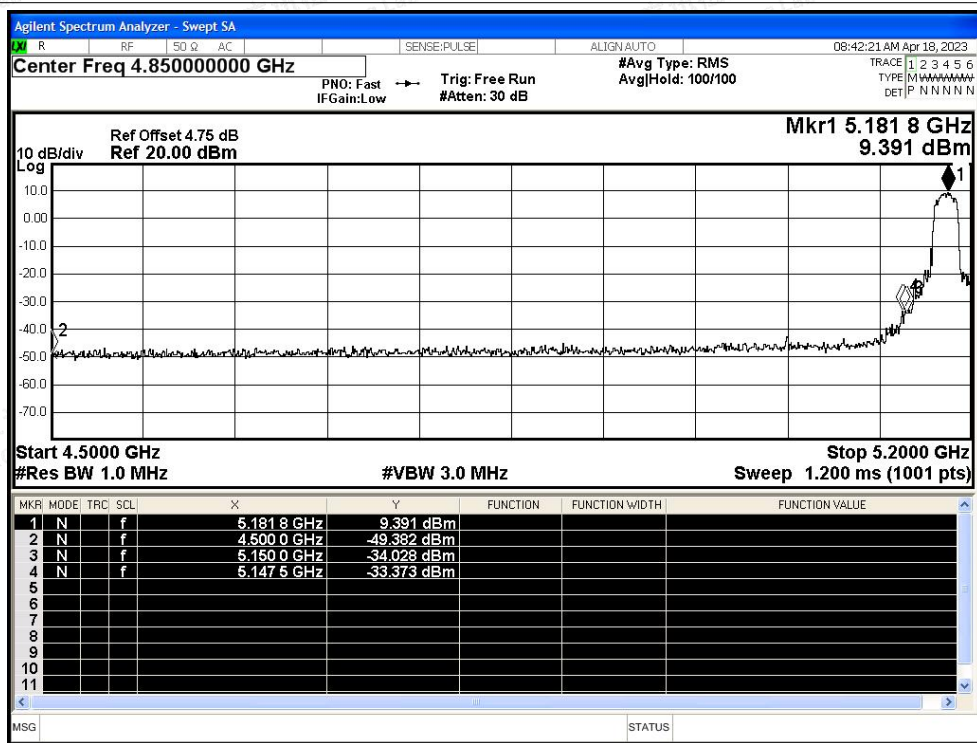 Agilent Spectrum Analyzer - Swept SA
LXI R RF 50 Ω AC SENSE:PULSE ALIGN AUTO 08:42:21 AM Apr 18, 2023
Center Freq 4.850000000 GHz #Avg Type: RMS TRACE 1 2 3 4 5 6
PNO: Fast Trig: Free Run Avg|Hold: 100/100 TYPE M
IFGain:Low #Atten: 30 dB DET P N N N N N
Mkr1 5.181 8 GHz
Ref Offset 4.75 dB
10 dB/div Ref 20.00 dBm 9.391 dBm
Log
1
10.0
0.00
-10.0
-20.0
-30.0
-40.0
2
-50.0
-60.0
-70.0
Start 4.5000 GHz Stop 5.2000 GHz
#Res BW 1.0 MHz #VBW 3.0 MHz Sweep 1.200 ms (1001 pts)
MKR MODE TRC SCL X Y FUNCTION FUNCTION WIDTH FUNCTION VALUE
1 N f 5.181 8 GHz 9.391 dBm
2 N f 4.500 0 GHz -49.382 dBm
3 N f 5.150 0 GHz -34.028 dBm
4 N f 5.147 5 GHz -33.373 dBm
5
6
7
8
9
10
11
MSG STATUS